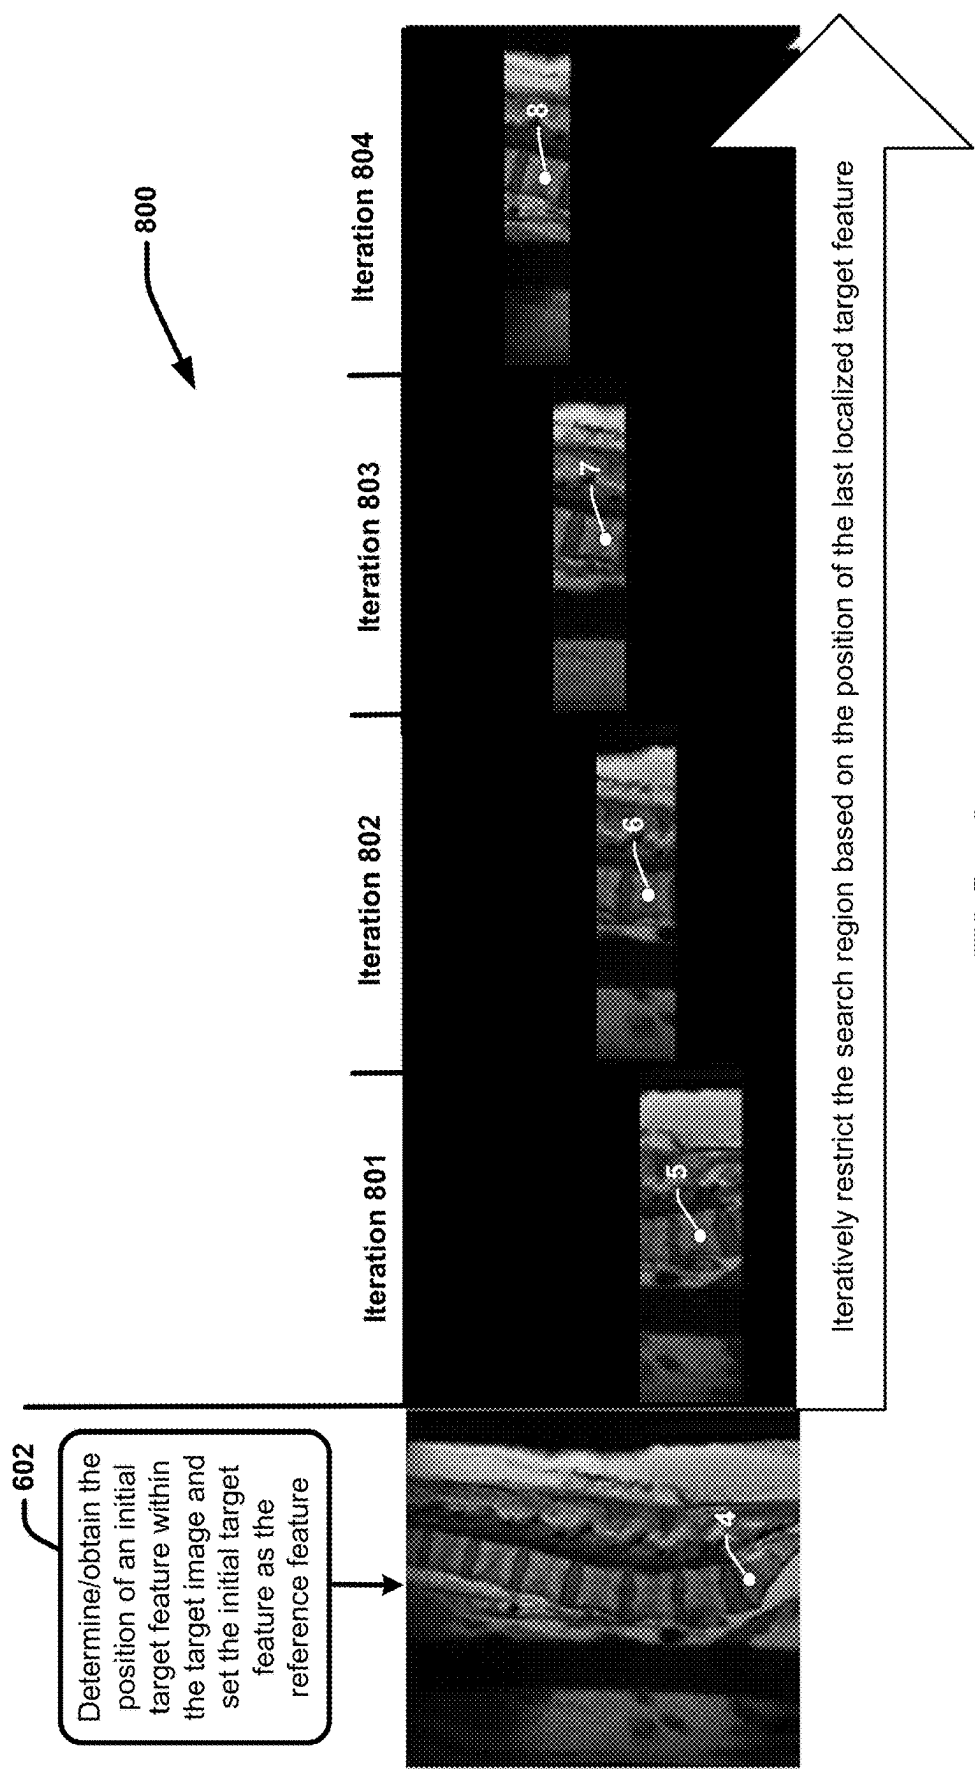 800
602
Determine/obtain the
position of an initial
target feature within
the target image and
set the initial target
feature as the
reference feature
Iteration 801
Iteration 802
Iteration 803
Iteration 804
4
5
6
7
8
Iteratively restrict the search region based on the position of the last localized target feature